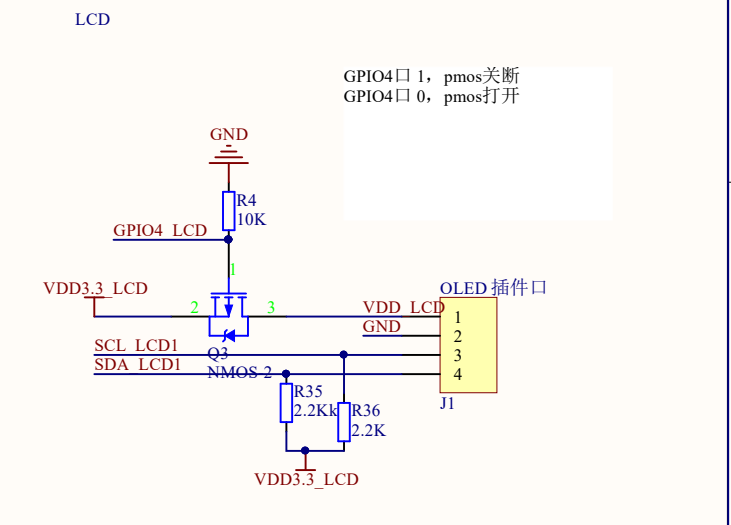 LCD
GPIO4口 1，pmos关断
GPIO4口 0，pmos打开
GND
R4
10K
GPIO4_LCD
1
VDD3.3_LCD
2
3
VDD_LCD
OLED 插件口
1
GND
2
SCL_LCD1
3
Q3
SDA_LCD1
4
NMOS-2
R35
2.2Kk
R36
2.2K
J1
VDD3.3_LCD